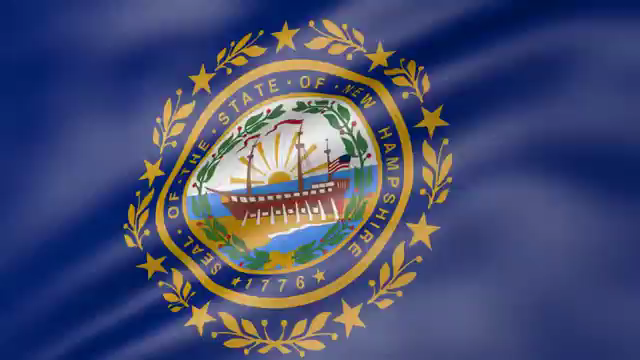 SEAL · OF · THE · STATE · OF · NEW HAMPSHIRE
★1776★